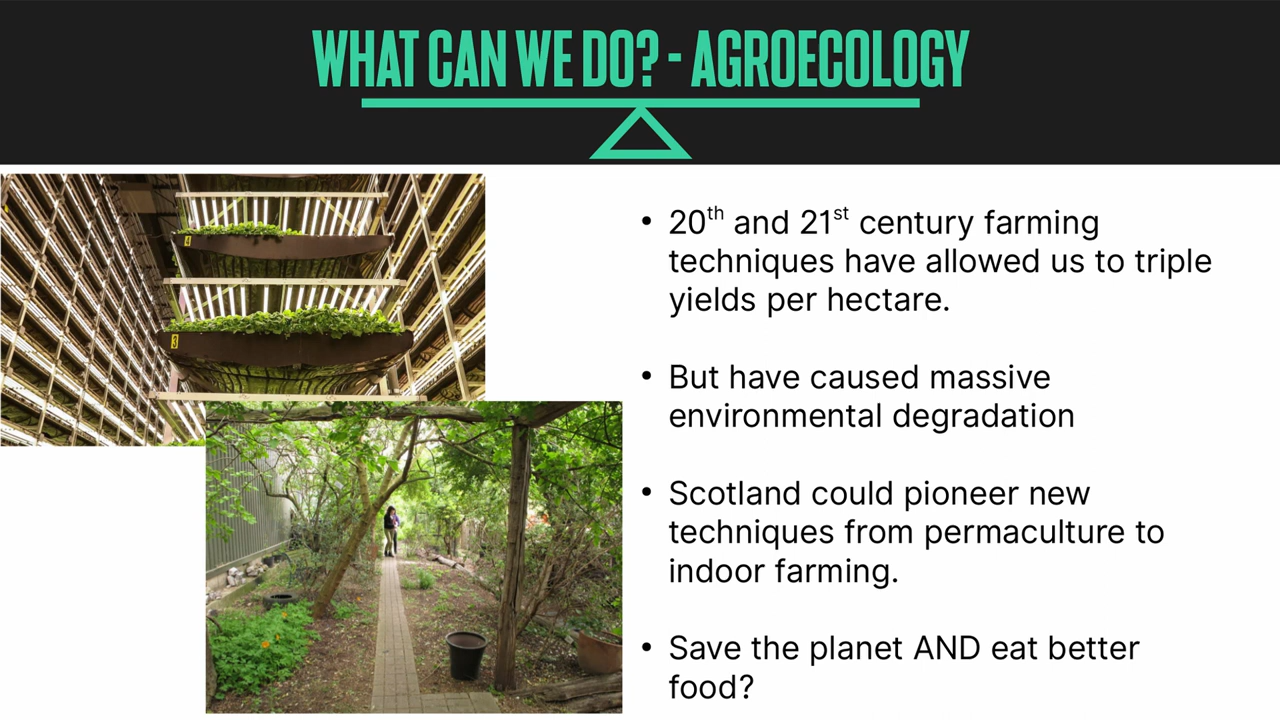 WHAT CAN WE DO? - AGROECOLOGY
4
3
• 20th and 21st century farming
techniques have allowed us to triple
yields per hectare.
• But have caused massive
environmental degradation
• Scotland could pioneer new
techniques from permaculture to
indoor farming.
• Save the planet AND eat better
food?